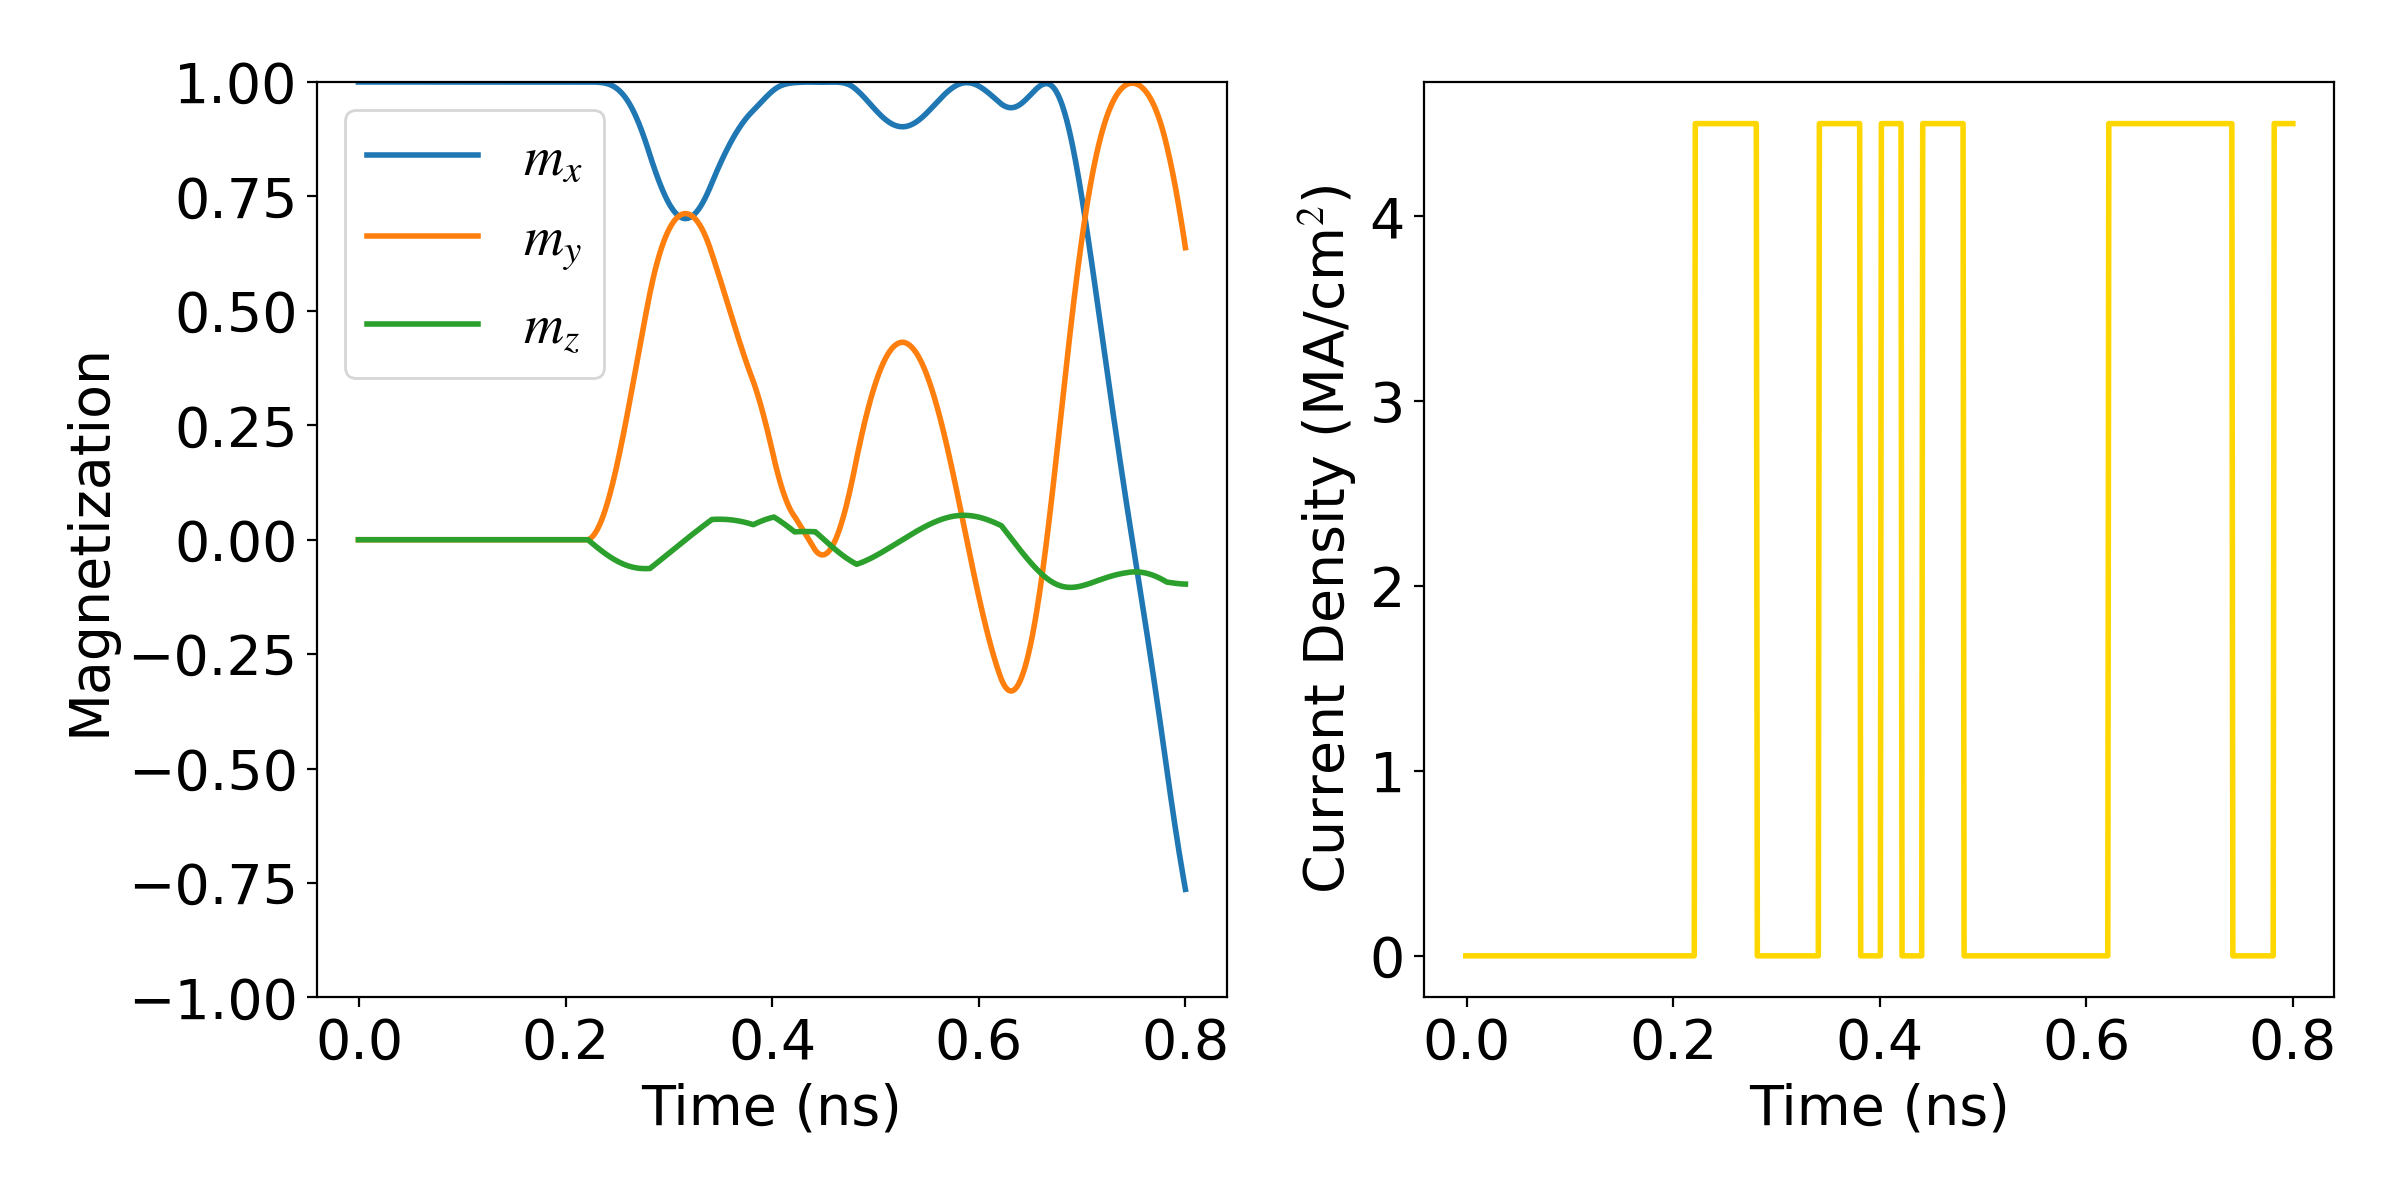 Magnetization
1.00
0.75
0.50
0.25
0.00
−0.25
−0.50
−0.75
−1.00
m_x
m_y
m_z
0.0 0.2 0.4 0.6 0.8
Time (ns)
Current Density (MA/cm²)
4
3
2
1
0
0.0 0.2 0.4 0.6 0.8
Time (ns)